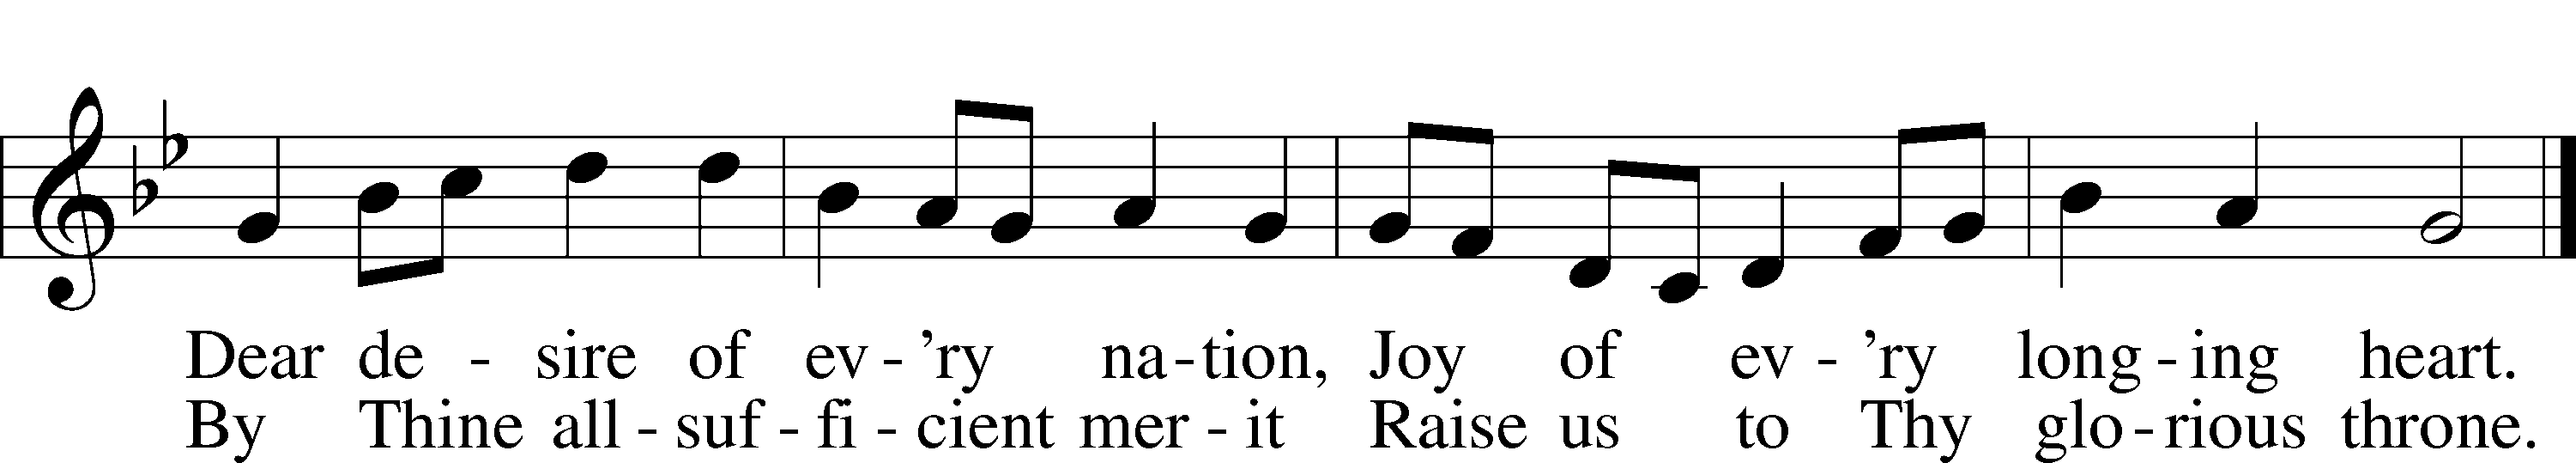 Dear de - sire of ev - 'ry na - tion, Joy of ev - 'ry long - ing heart.
By Thine all - suf - fi - cient mer - it Raise us to Thy glo - rious throne.